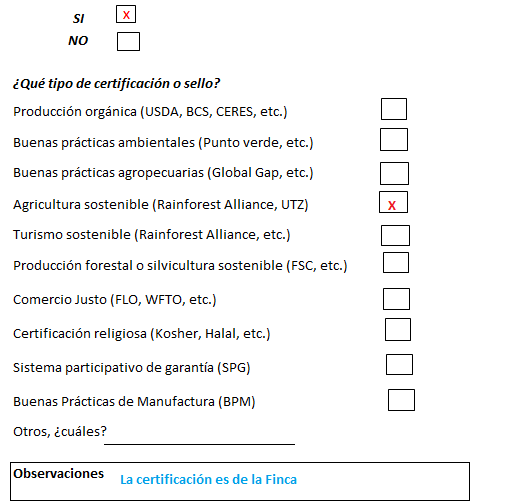 SI X
NO
¿Qué tipo de certificación o sello?
Producción orgánica (USDA, BCS, CERES, etc.)
Buenas prácticas ambientales (Punto verde, etc.)
Buenas prácticas agropecuarias (Global Gap, etc.)
Agricultura sostenible (Rainforest Alliance, UTZ) X
Turismo sostenible (Rainforest Alliance, etc.)
Producción forestal o silvicultura sostenible (FSC, etc.)
Comercio Justo (FLO, WFTO, etc.)
Certificación religiosa (Kosher, Halal, etc.)
Sistema participativo de garantía (SPG)
Buenas Prácticas de Manufactura (BPM)
Otros, ¿cuáles?
Observaciones La certificación es de la Finca